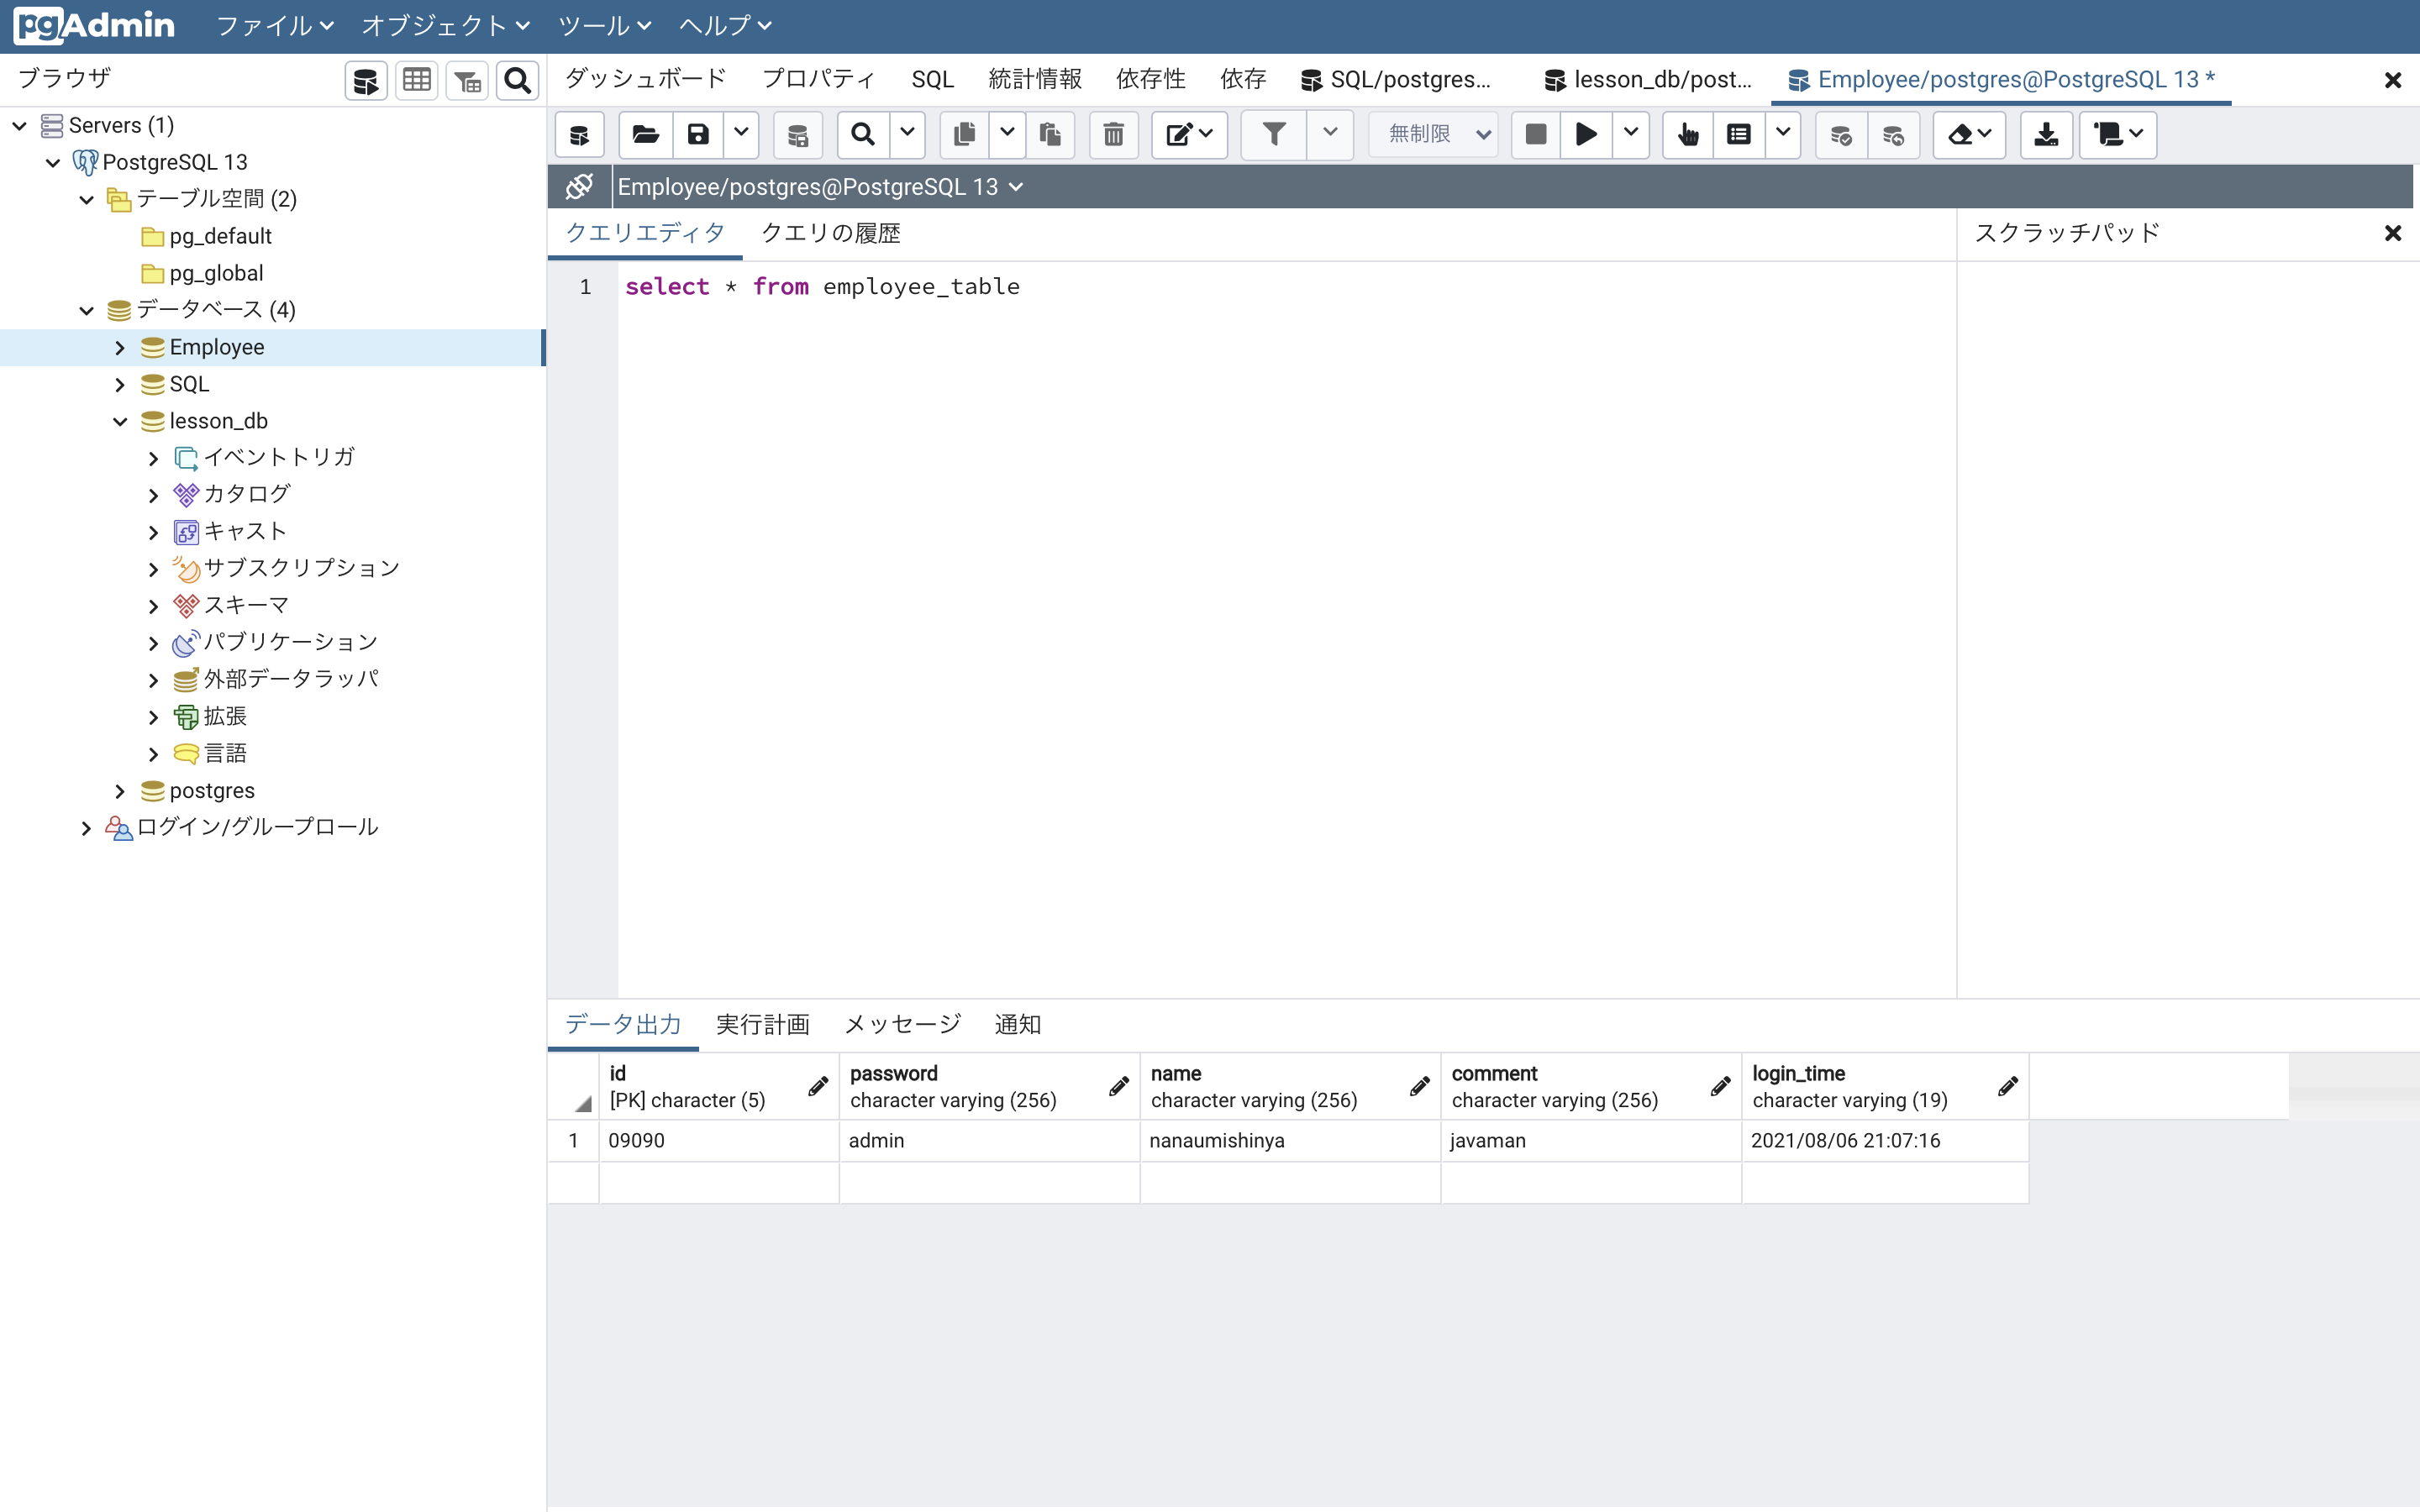 pgAdmin ファイル オブジェクト ツール ヘルプ
ブラウザ
ダッシュボード プロパティ SQL 統計情報 依存性 依存 SQL/postgres... lesson_db/post... Employee/postgres@PostgreSQL 13 *
Servers (1)
PostgreSQL 13
テーブル空間 (2)
pg_default
pg_global
データベース (4)
Employee
SQL
lesson_db
イベントトリガ
カタログ
キャスト
サブスクリプション
スキーマ
パブリケーション
外部データラッパ
拡張
言語
postgres
ログイン/グループロール
無制限
Employee/postgres@PostgreSQL 13
クエリエディタ クエリの履歴
スクラッチパッド
1 select * from employee_table
データ出力 実行計画 メッセージ 通知
id password name comment login_time
[PK] character (5) character varying (256) character varying (256) character varying (256) character varying (19)
1 09090 admin nanaumishinya javaman 2021/08/06 21:07:16